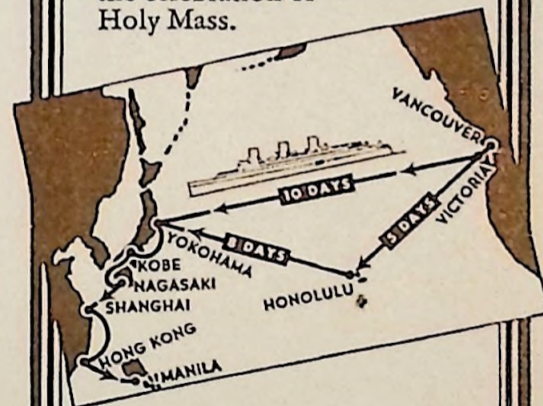 Holy Mass.
VANCOUVER
VICTORIA
10 DAYS
5 DAYS
8 DAYS
YOKOHAMA
KOBE
NAGASAKI
HONOLULU
SHANGHAI
HONG KONG
MANILA